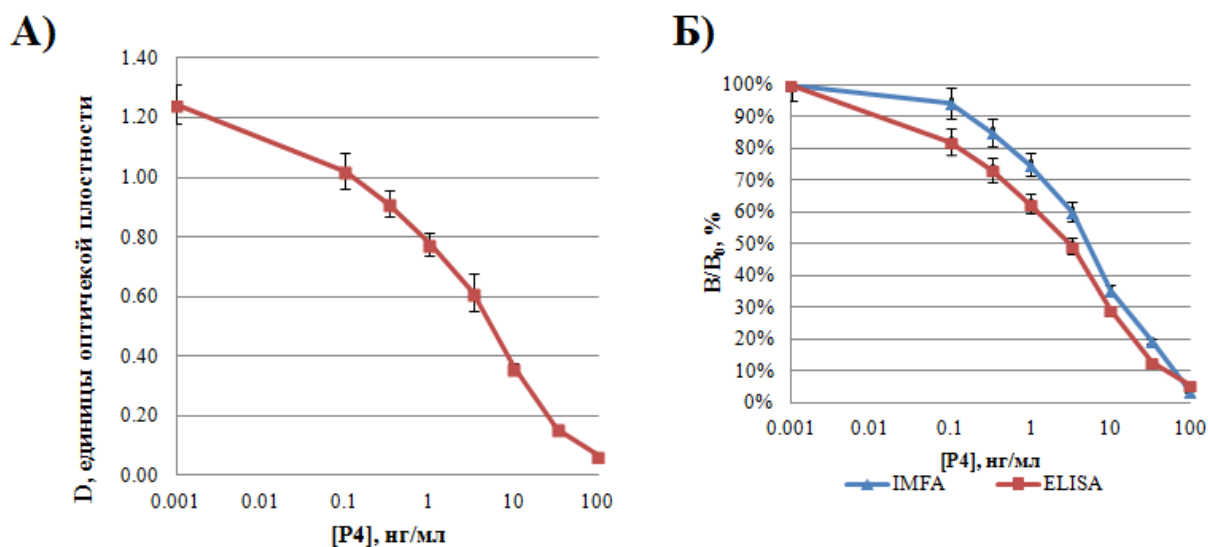 А)
D, единицы оптичекой плостности
1.40
1.20
1.00
0.80
0.60
0.40
0.20
0.00
0.001 0.01 0.1 1 10 100
[P4], нг/мл
Б)
B/B₀, %
100%
90%
80%
70%
60%
50%
40%
30%
20%
10%
0%
0.001 0.01 0.1 1 10 100
[P4], нг/мл
IMFA ELISA